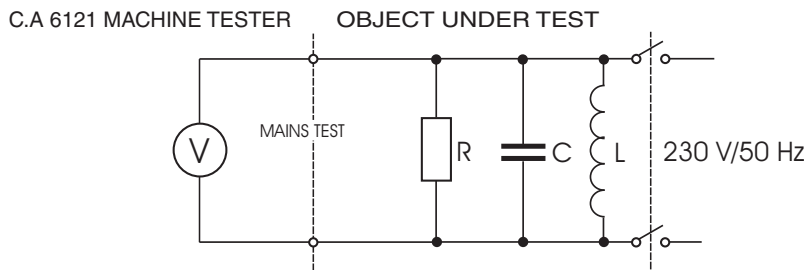 C.A 6121 MACHINE TESTER OBJECT UNDER TEST
MAINS TEST
V
R
C
L
230 V/50 Hz